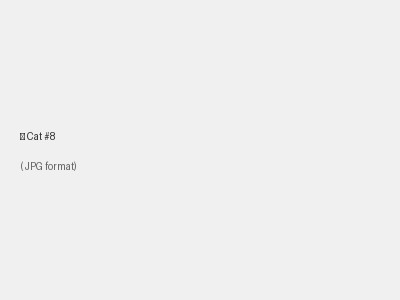 Cat #8
(JPG format)